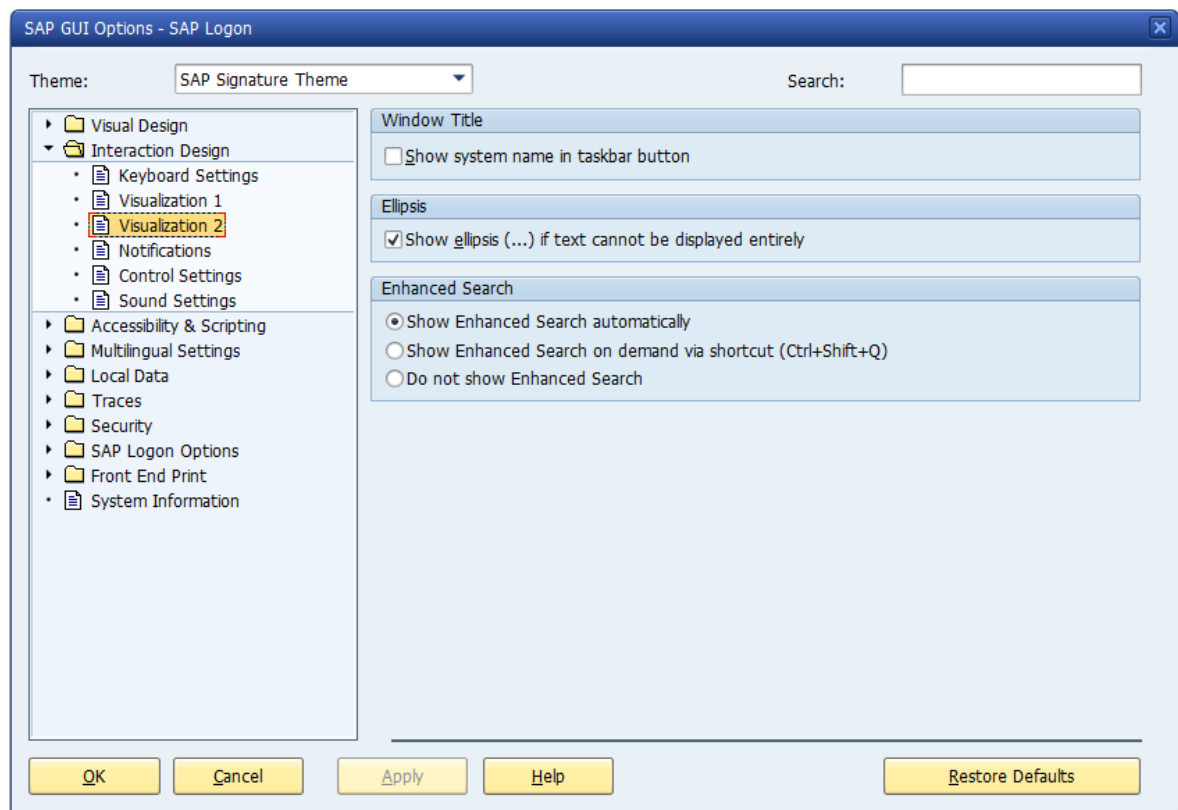 SAP GUI Options - SAP Logon
Theme: SAP Signature Theme Search:
Visual Design
Interaction Design
Keyboard Settings
Visualization 1
Visualization 2
Notifications
Control Settings
Sound Settings
Accessibility & Scripting
Multilingual Settings
Local Data
Traces
Security
SAP Logon Options
Front End Print
System Information
Window Title
Show system name in taskbar button
Ellipsis
Show ellipsis (...) if text cannot be displayed entirely
Enhanced Search
Show Enhanced Search automatically
Show Enhanced Search on demand via shortcut (Ctrl+Shift+Q)
Do not show Enhanced Search
OK Cancel Apply Help Restore Defaults